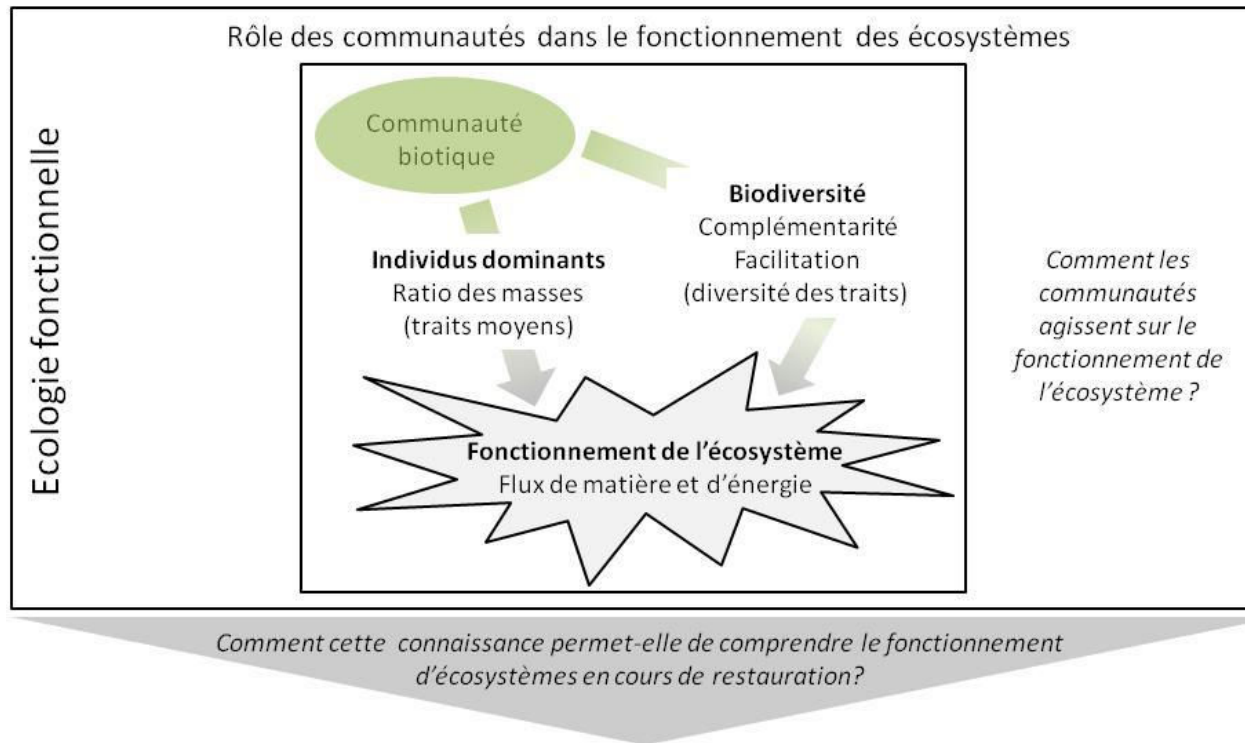 Rôle des communautés dans le fonctionnement des écosystèmes
Ecologie fonctionnelle
Communauté
biotique
Biodiversité
Complémentarité
Facilitation
(diversité des traits)
Individus dominants
Ratio des masses
(traits moyens)
Comment les
communautés
agissent sur le
fonctionnement de
l'écosystème ?
Fonctionnement de l'écosystème
Flux de matière et d'énergie
Comment cette connaissance permet-elle de comprendre le fonctionnement
d'écosystèmes en cours de restauration?